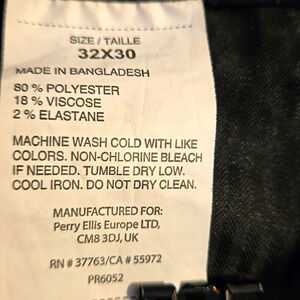 SIZE / TAILLE
32X30
MADE IN BANGLADESH
80 % POLYESTER
18 % VISCOSE
2 % ELASTANE
MACHINE WASH COLD WITH LIKE
COLORS. NON-CHLORINE BLEACH
IF NEEDED. TUMBLE DRY LOW.
COOL IRON. DO NOT DRY CLEAN.
MANUFACTURED FOR:
Perry Ellis Europe LTD,
CM8 3DJ, UK
RN # 37763/CA # 55972
PR6052